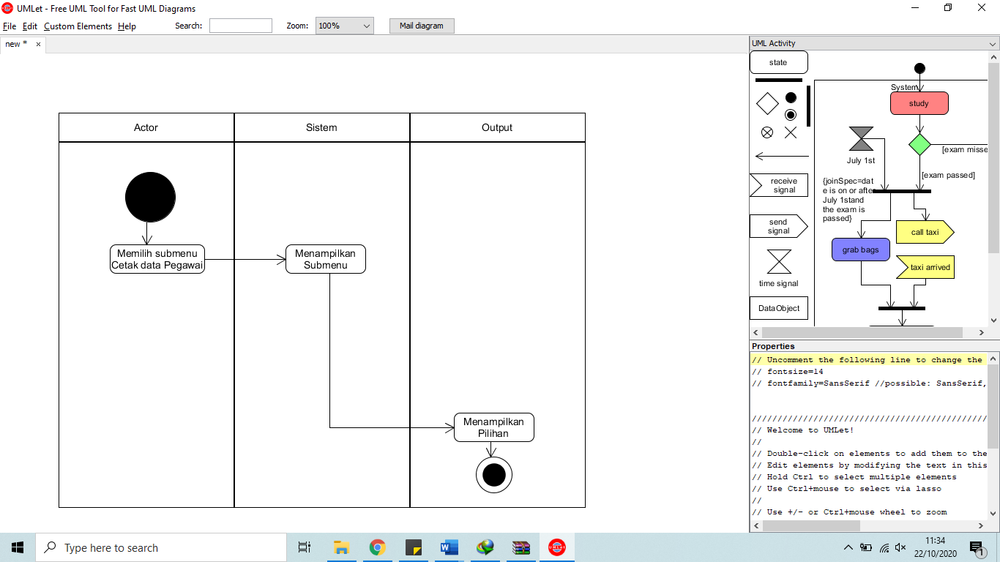 UMLet - Free UML Tool for Fast UML Diagrams
File Edit Custom Elements Help Search: Zoom: 100% Mail diagram
new *
Actor
Sistem
Output
Memilih submenu
Cetak data Pegawai
Menampilkan
Submenu
Menampilkan
Pilihan
UML Activity
state
receive
signal
send
signal
time signal
DataObject
System
study
July 1st
[exam misse
[exam passed]
{joinSpec=dat
e is on or after
July 1stand
the exam is
passed}
call taxi
grab bags
taxi arrived
Properties
// Uncomment the following line to change the
// fontsize=14
// fontfamily=SansSerif //possible: SansSerif,
//////////////////////////////////////////////
// Welcome to UMLet!
//
// Double-click on elements to add them to the
// Edit elements by modifying the text in this
// Hold Ctrl to select multiple elements
// Use Ctrl+mouse to select via lasso
//
// Use +/- or Ctrl+mouse wheel to zoom
Type here to search
11:34
22/10/2020
1